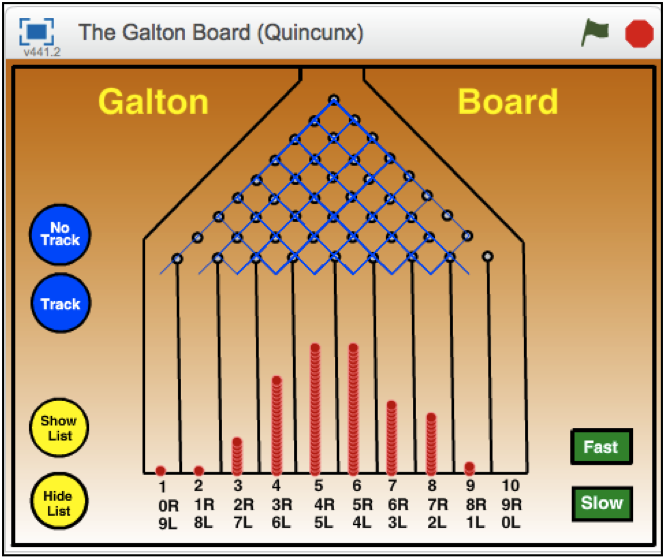 The Galton Board (Quincunx)
v441.2
Galton Board
No
Track
Track
Show
List
Hide
List
Fast
Slow
1 2 3 4 5 6 7 8 9 10
0R 1R 2R 3R 4R 5R 6R 7R 8R 9R
9L 8L 7L 6L 5L 4L 3L 2L 1L 0L